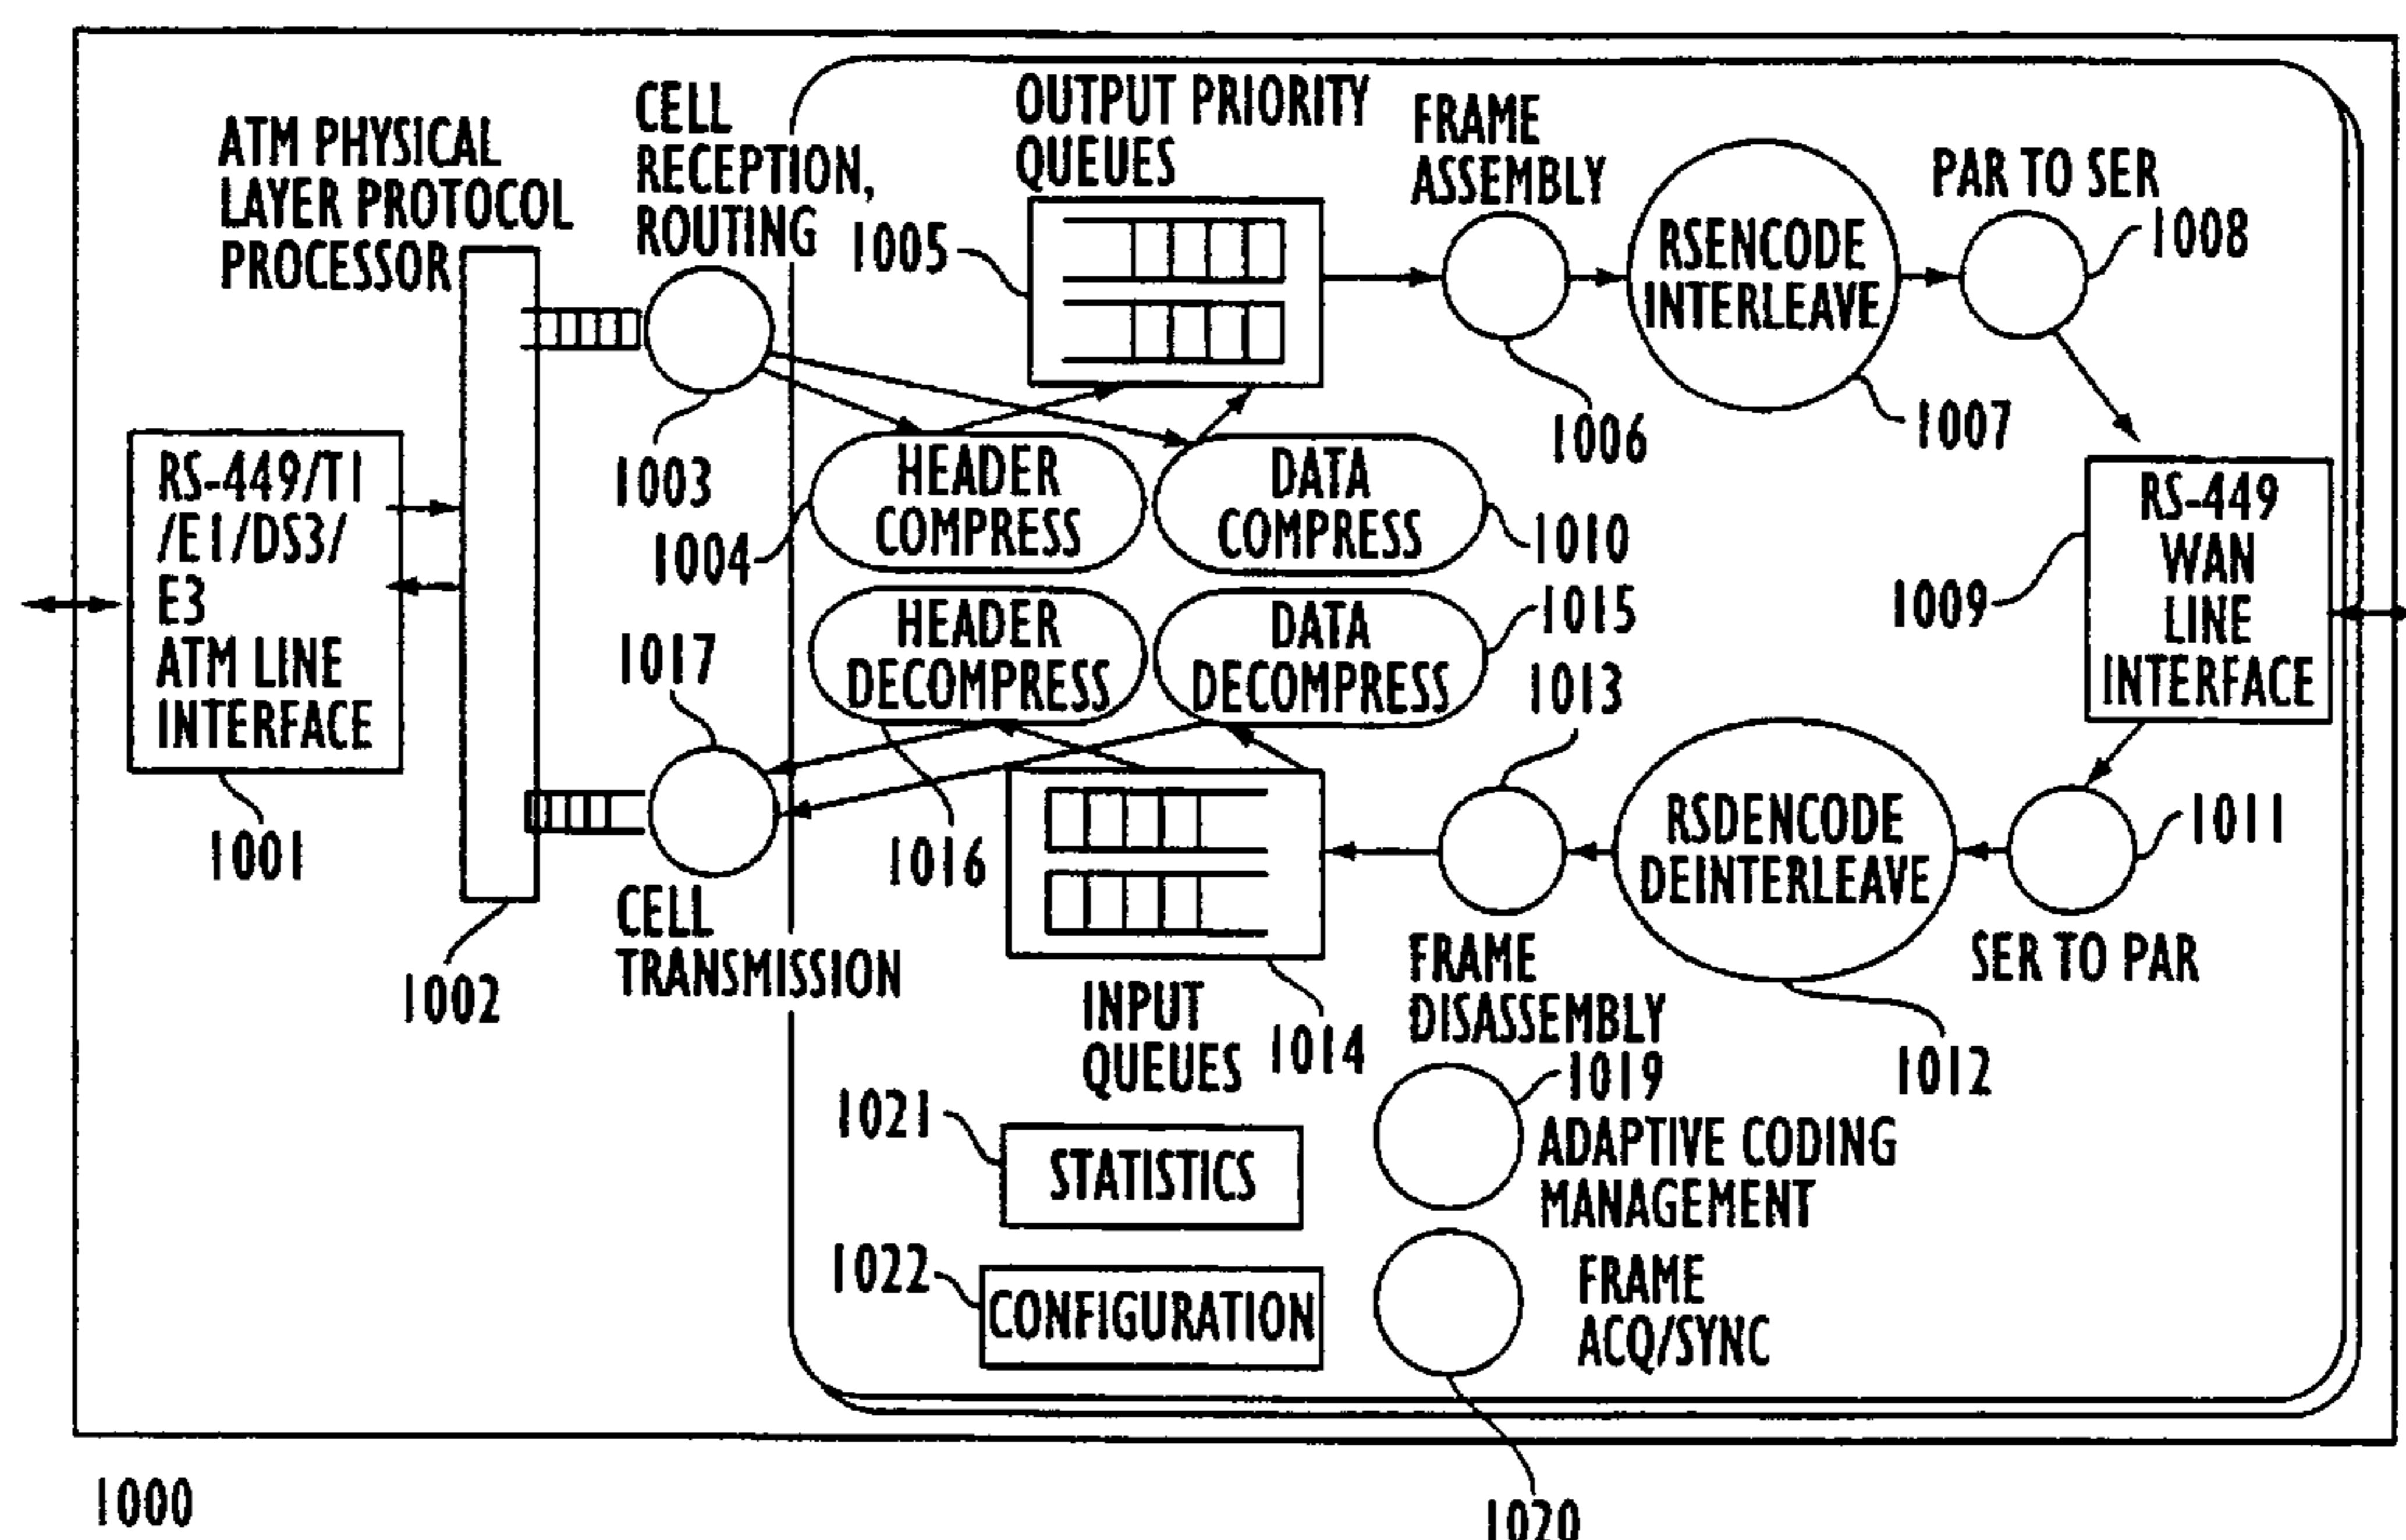 ATM PHYSICAL
LAYER PROTOCOL
PROCESSOR
CELL
RECEPTION,
ROUTING
OUTPUT PRIORITY
QUEUES
1005
FRAME
ASSEMBLY
RSENCODE
INTERLEAVE
PAR TO SER
1008
1003
1006
1007
RS-449/T1
/E1/DS3/
E3
ATM LINE
INTERFACE
1001
1002
HEADER
COMPRESS
1004
DATA
COMPRESS
1010
HEADER
DECOMPRESS
DATA
DECOMPRESS
1015
1017
1013
RS-449
WAN
LINE
INTERFACE
1009
CELL
TRANSMISSION
1016
INPUT
QUEUES
1014
FRAME
DISASSEMBLY
RSDENCODE
DEINTERLEAVE
1012
1011
SER TO PAR
1019
ADAPTIVE CODING
MANAGEMENT
1021
STATISTICS
1022
CONFIGURATION
FRAME
ACQ/SYNC
1020
1000